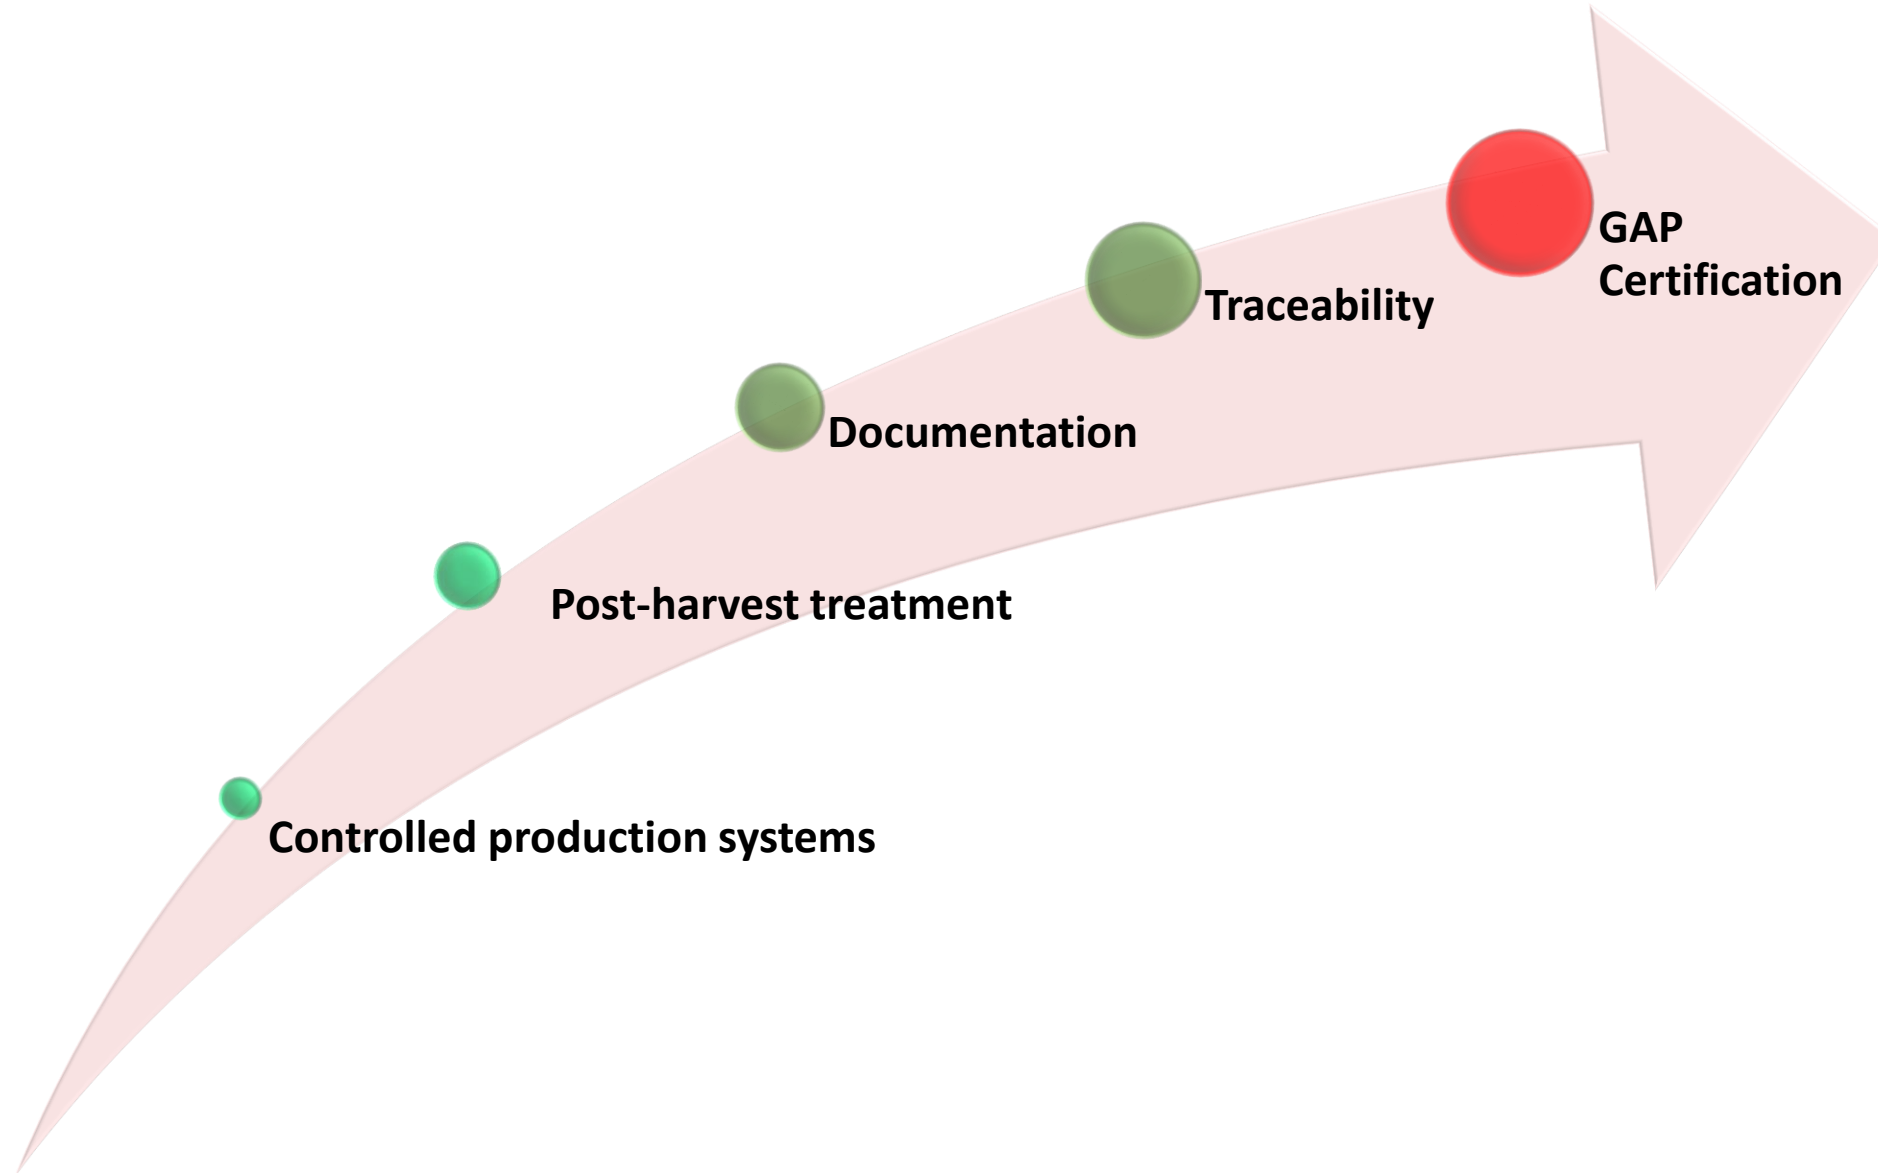 GAP
Certification
Traceability
Documentation
Post-harvest treatment
Controlled production systems